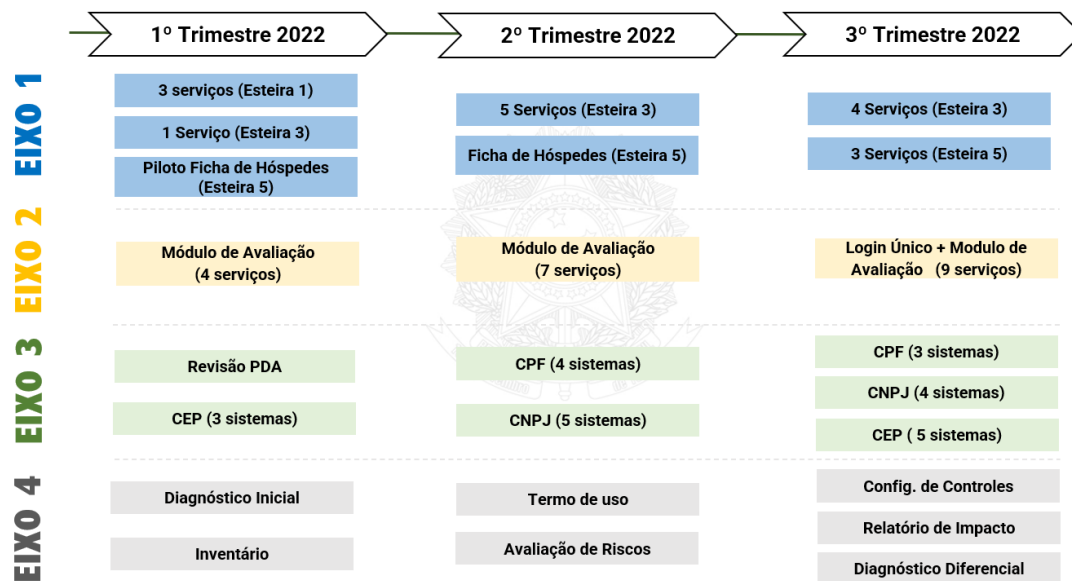 1º Trimestre 2022
2º Trimestre 2022
3º Trimestre 2022
EIXO 1
3 serviços (Esteira 1)
1 Serviço (Esteira 3)
Piloto Ficha de Hóspedes
(Esteira 5)
5 Serviços (Esteira 3)
Ficha de Hóspedes (Esteira 5)
4 Serviços (Esteira 3)
3 Serviços (Esteira 5)
EIXO 2
Módulo de Avaliação
(4 serviços)
Módulo de Avaliação
(7 serviços)
Login Único + Modulo de
Avaliação (9 serviços)
EIXO 3
Revisão PDA
CEP (3 sistemas)
CPF (4 sistemas)
CNPJ (5 sistemas)
CPF (3 sistemas)
CNPJ (4 sistemas)
CEP ( 5 sistemas)
EIXO 4
Diagnóstico Inicial
Inventário
Termo de uso
Avaliação de Riscos
Config. de Controles
Relatório de Impacto
Diagnóstico Diferencial